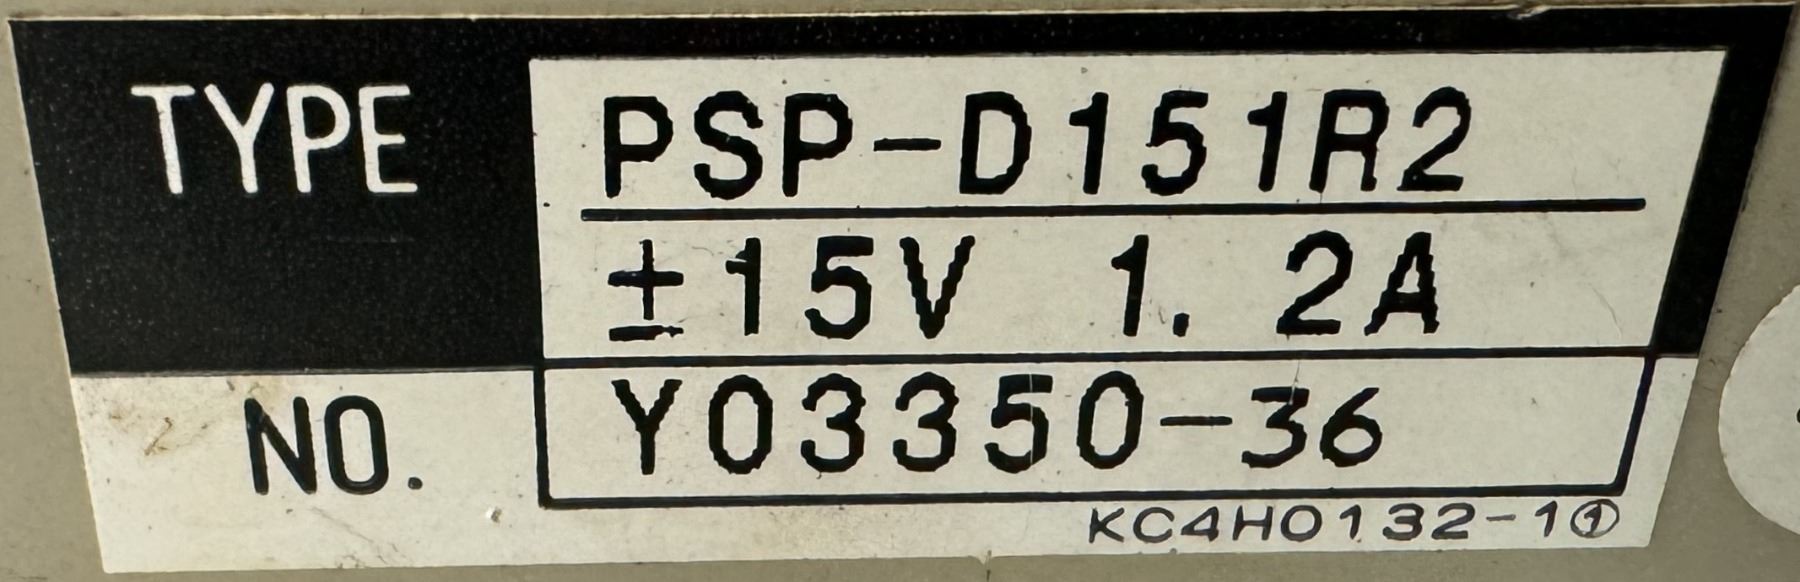 TYPE PSP-D151R2
±15V 1.2A
NO. Y03350-36
KC4H0132-1①